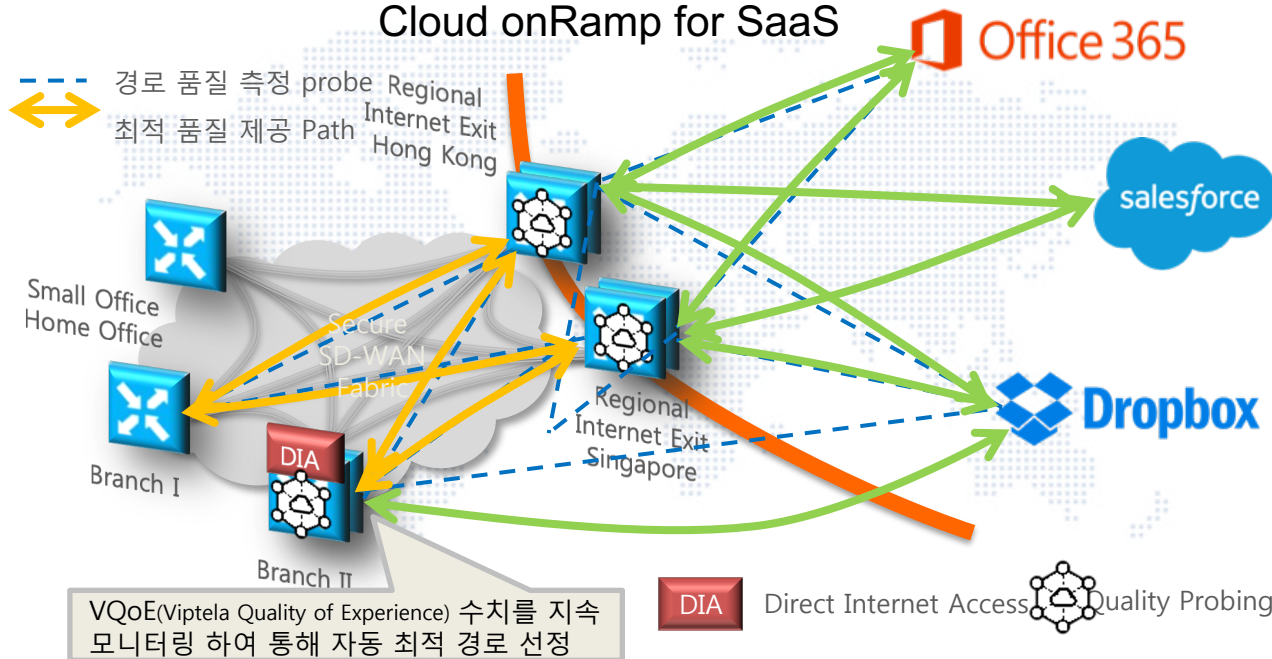 Cloud onRamp for SaaS
Office 365
경로 품질 측정 probe
최적 품질 제공 Path
Regional
Internet Exit
Hong Kong
salesforce
Small Office
Home Office
Secure
SD-WAN
Fabric
Regional
Internet Exit
Singapore
Dropbox
Branch I
DIA
Branch II
VQoE(Viptela Quality of Experience) 수치를 지속
모니터링 하여 통해 자동 최적 경로 선정
DIA
Direct Internet Access
Quality Probing